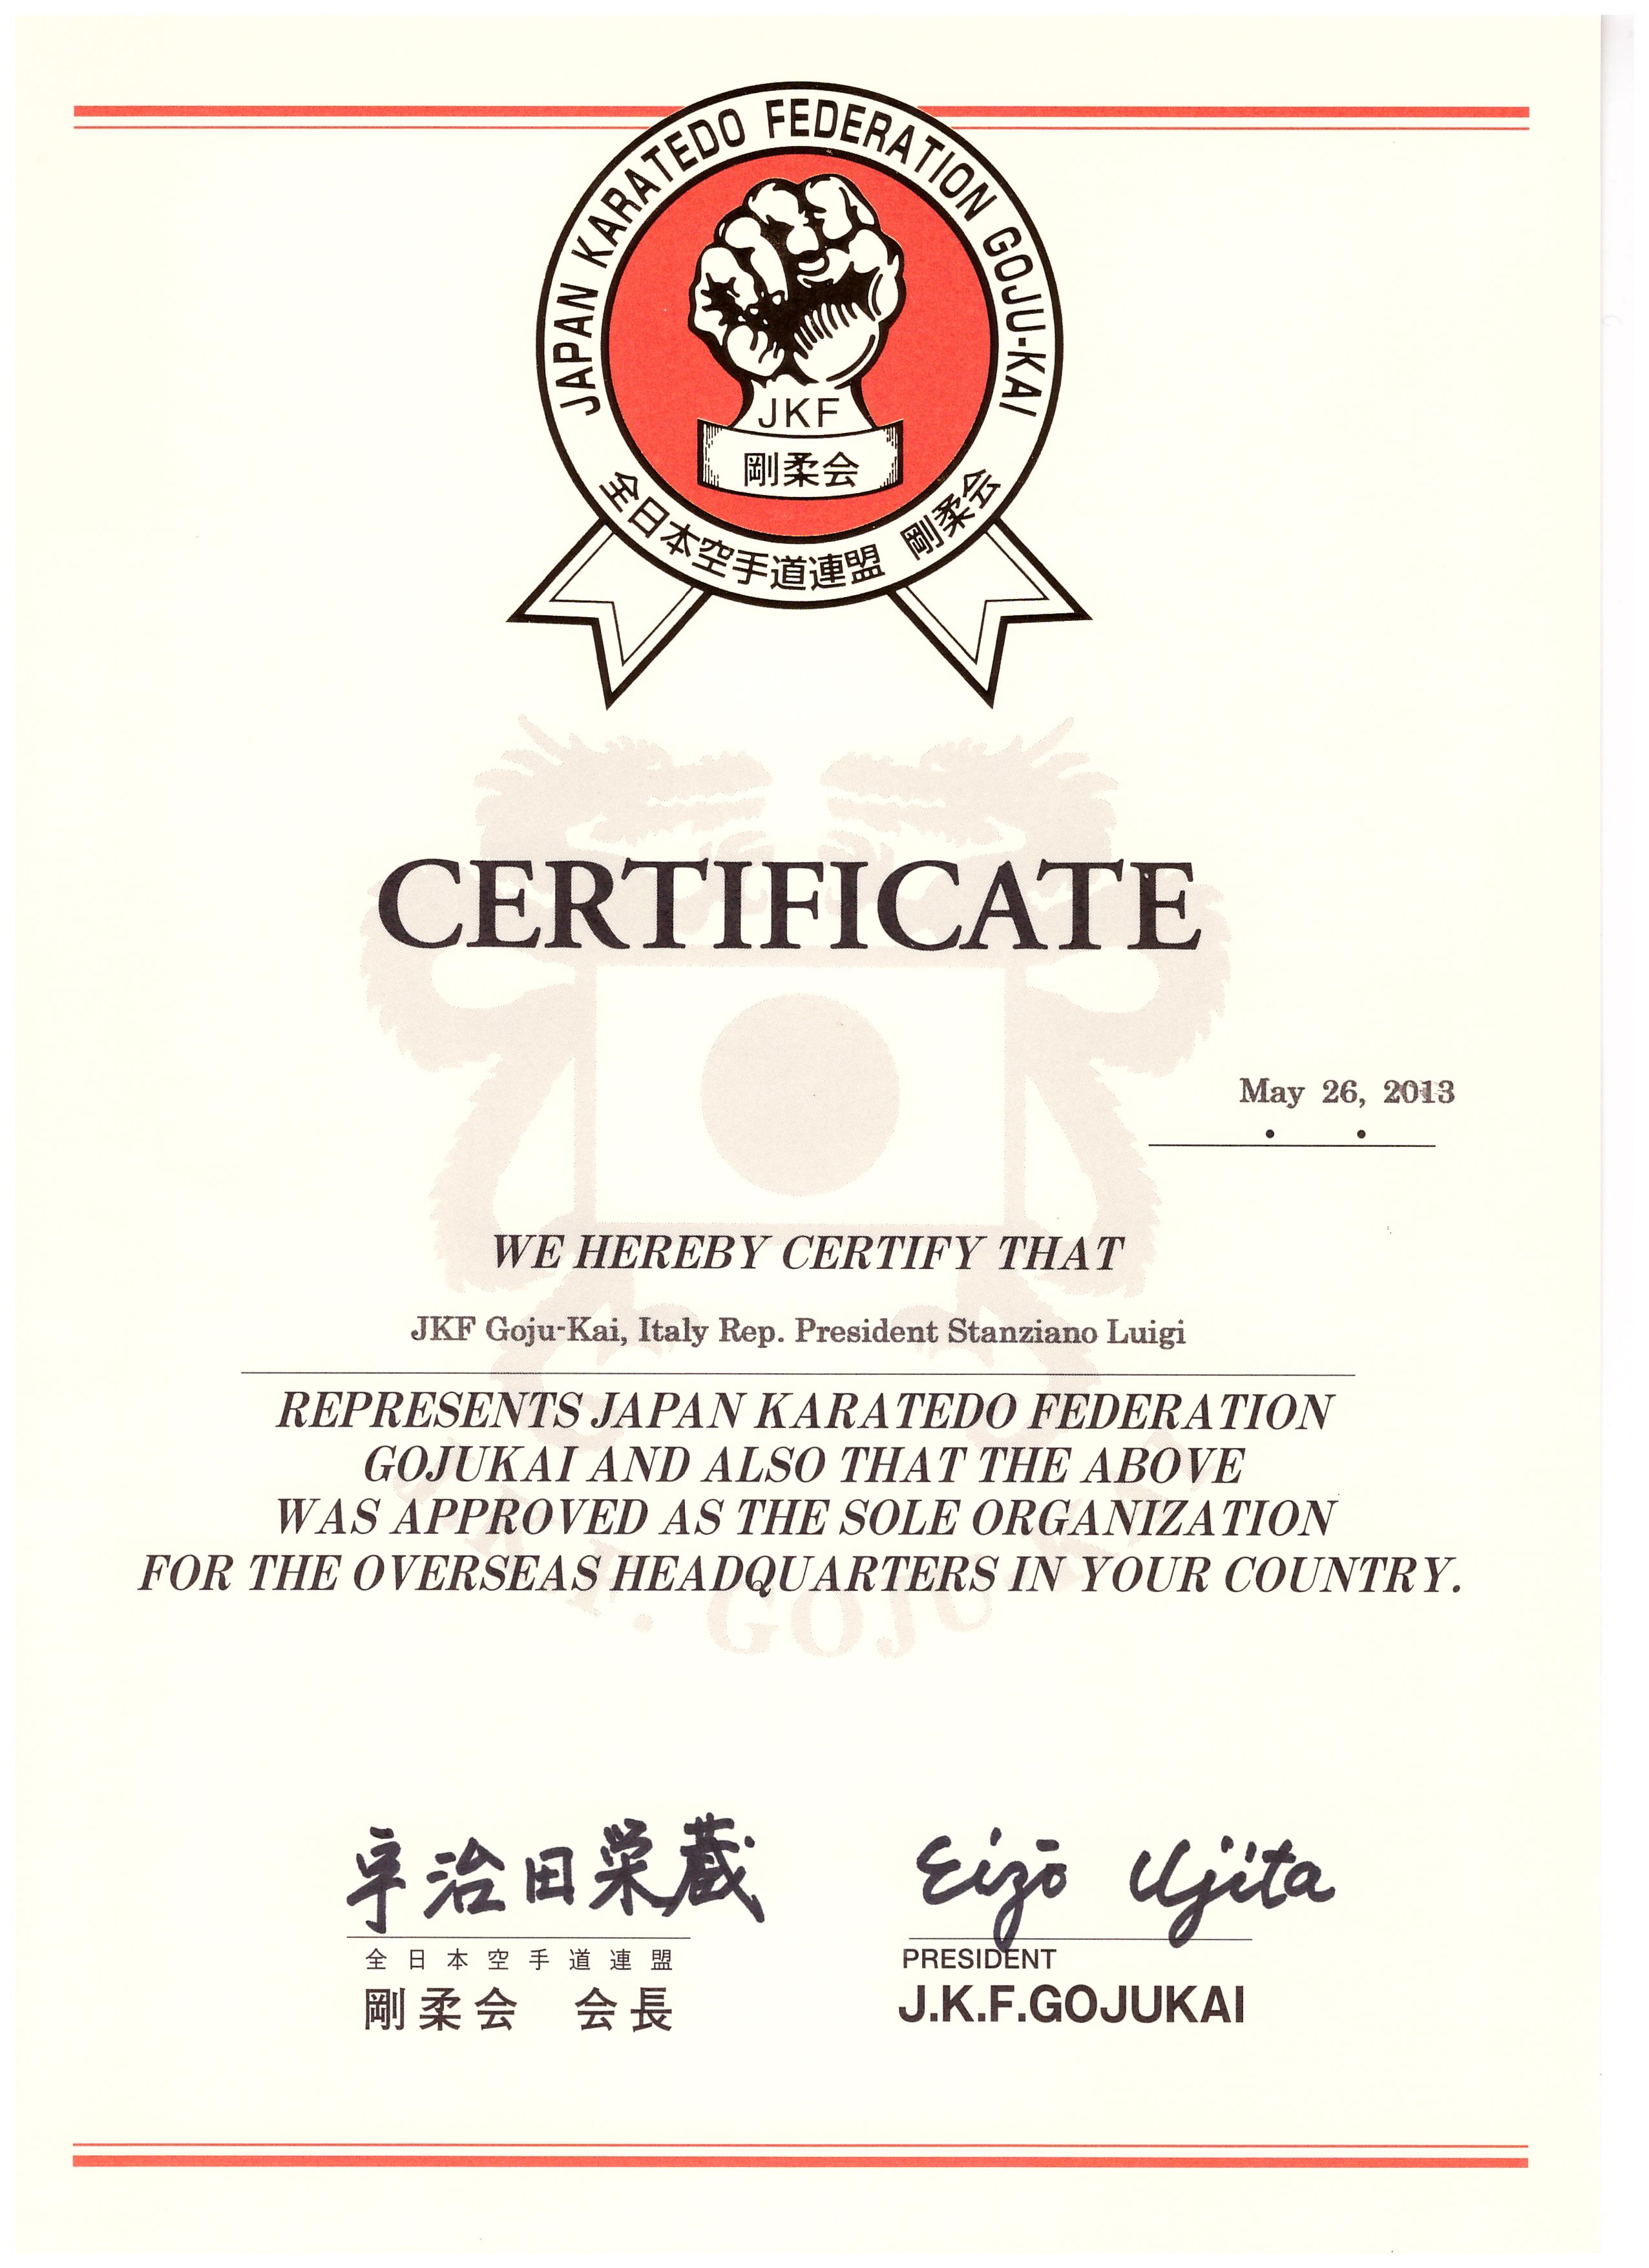 JAPAN KARATEDO FEDERATION GOJU-KAI
JKF
剛柔会
全日本空手道連盟 剛柔会
CERTIFICATE
May 26, 2013
WE HEREBY CERTIFY THAT
JKF Goju-Kai, Italy Rep. President Stanziano Luigi
REPRESENTS JAPAN KARATEDO FEDERATION
GOJUKAI AND ALSO THAT THE ABOVE
WAS APPROVED AS THE SOLE ORGANIZATION
FOR THE OVERSEAS HEADQUARTERS IN YOUR COUNTRY.
J.K.F. GOJU KAI
宇治田栄蔵
全日本空手道連盟
剛柔会 会長
Eizō Ujita
PRESIDENT
J.K.F.GOJUKAI